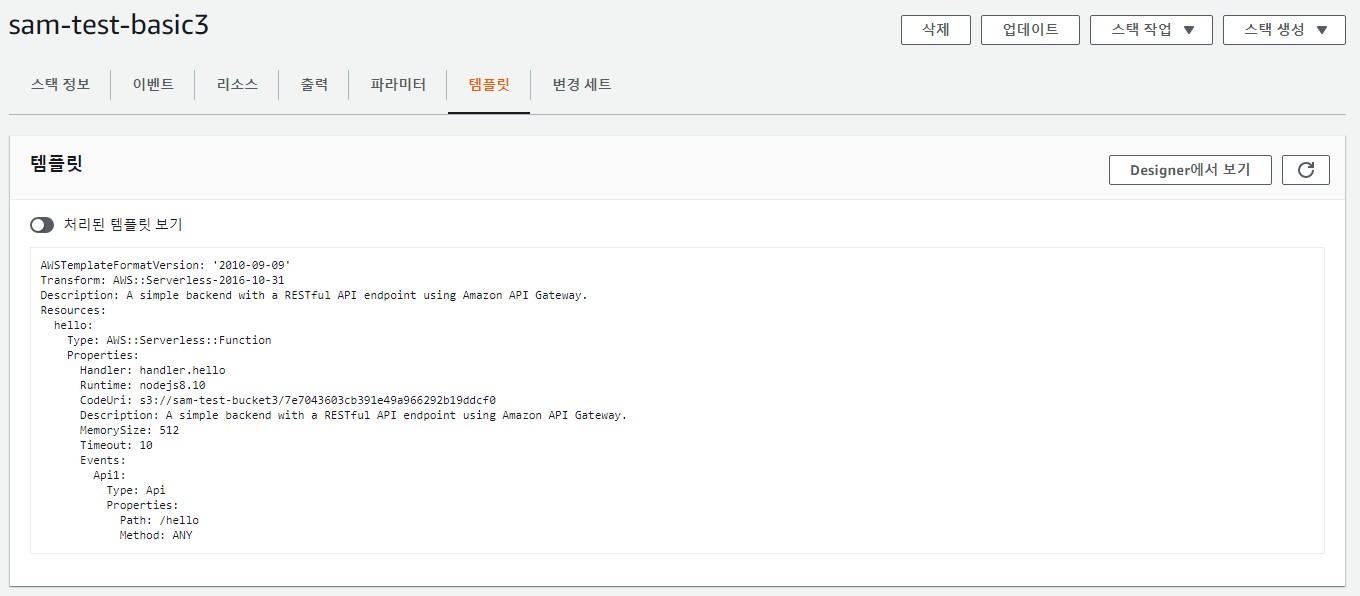 sam-test-basic3
삭제 업데이트 스택 작업 ▼ 스택 생성 ▼
스택 정보 이벤트 리소스 출력 파라미터 템플릿 변경 세트
템플릿
Designer에서 보기
처리된 템플릿 보기
AWSTemplateFormatVersion: '2010-09-09'
Transform: AWS::Serverless-2016-10-31
Description: A simple backend with a RESTful API endpoint using Amazon API Gateway.
Resources:
  hello:
    Type: AWS::Serverless::Function
    Properties:
      Handler: handler.hello
      Runtime: nodejs8.10
      CodeUri: s3://sam-test-bucket3/7e7043603cb391e49a966292b19ddcf0
      Description: A simple backend with a RESTful API endpoint using Amazon API Gateway.
      MemorySize: 512
      Timeout: 10
      Events:
        Api1:
          Type: Api
          Properties:
            Path: /hello
            Method: ANY